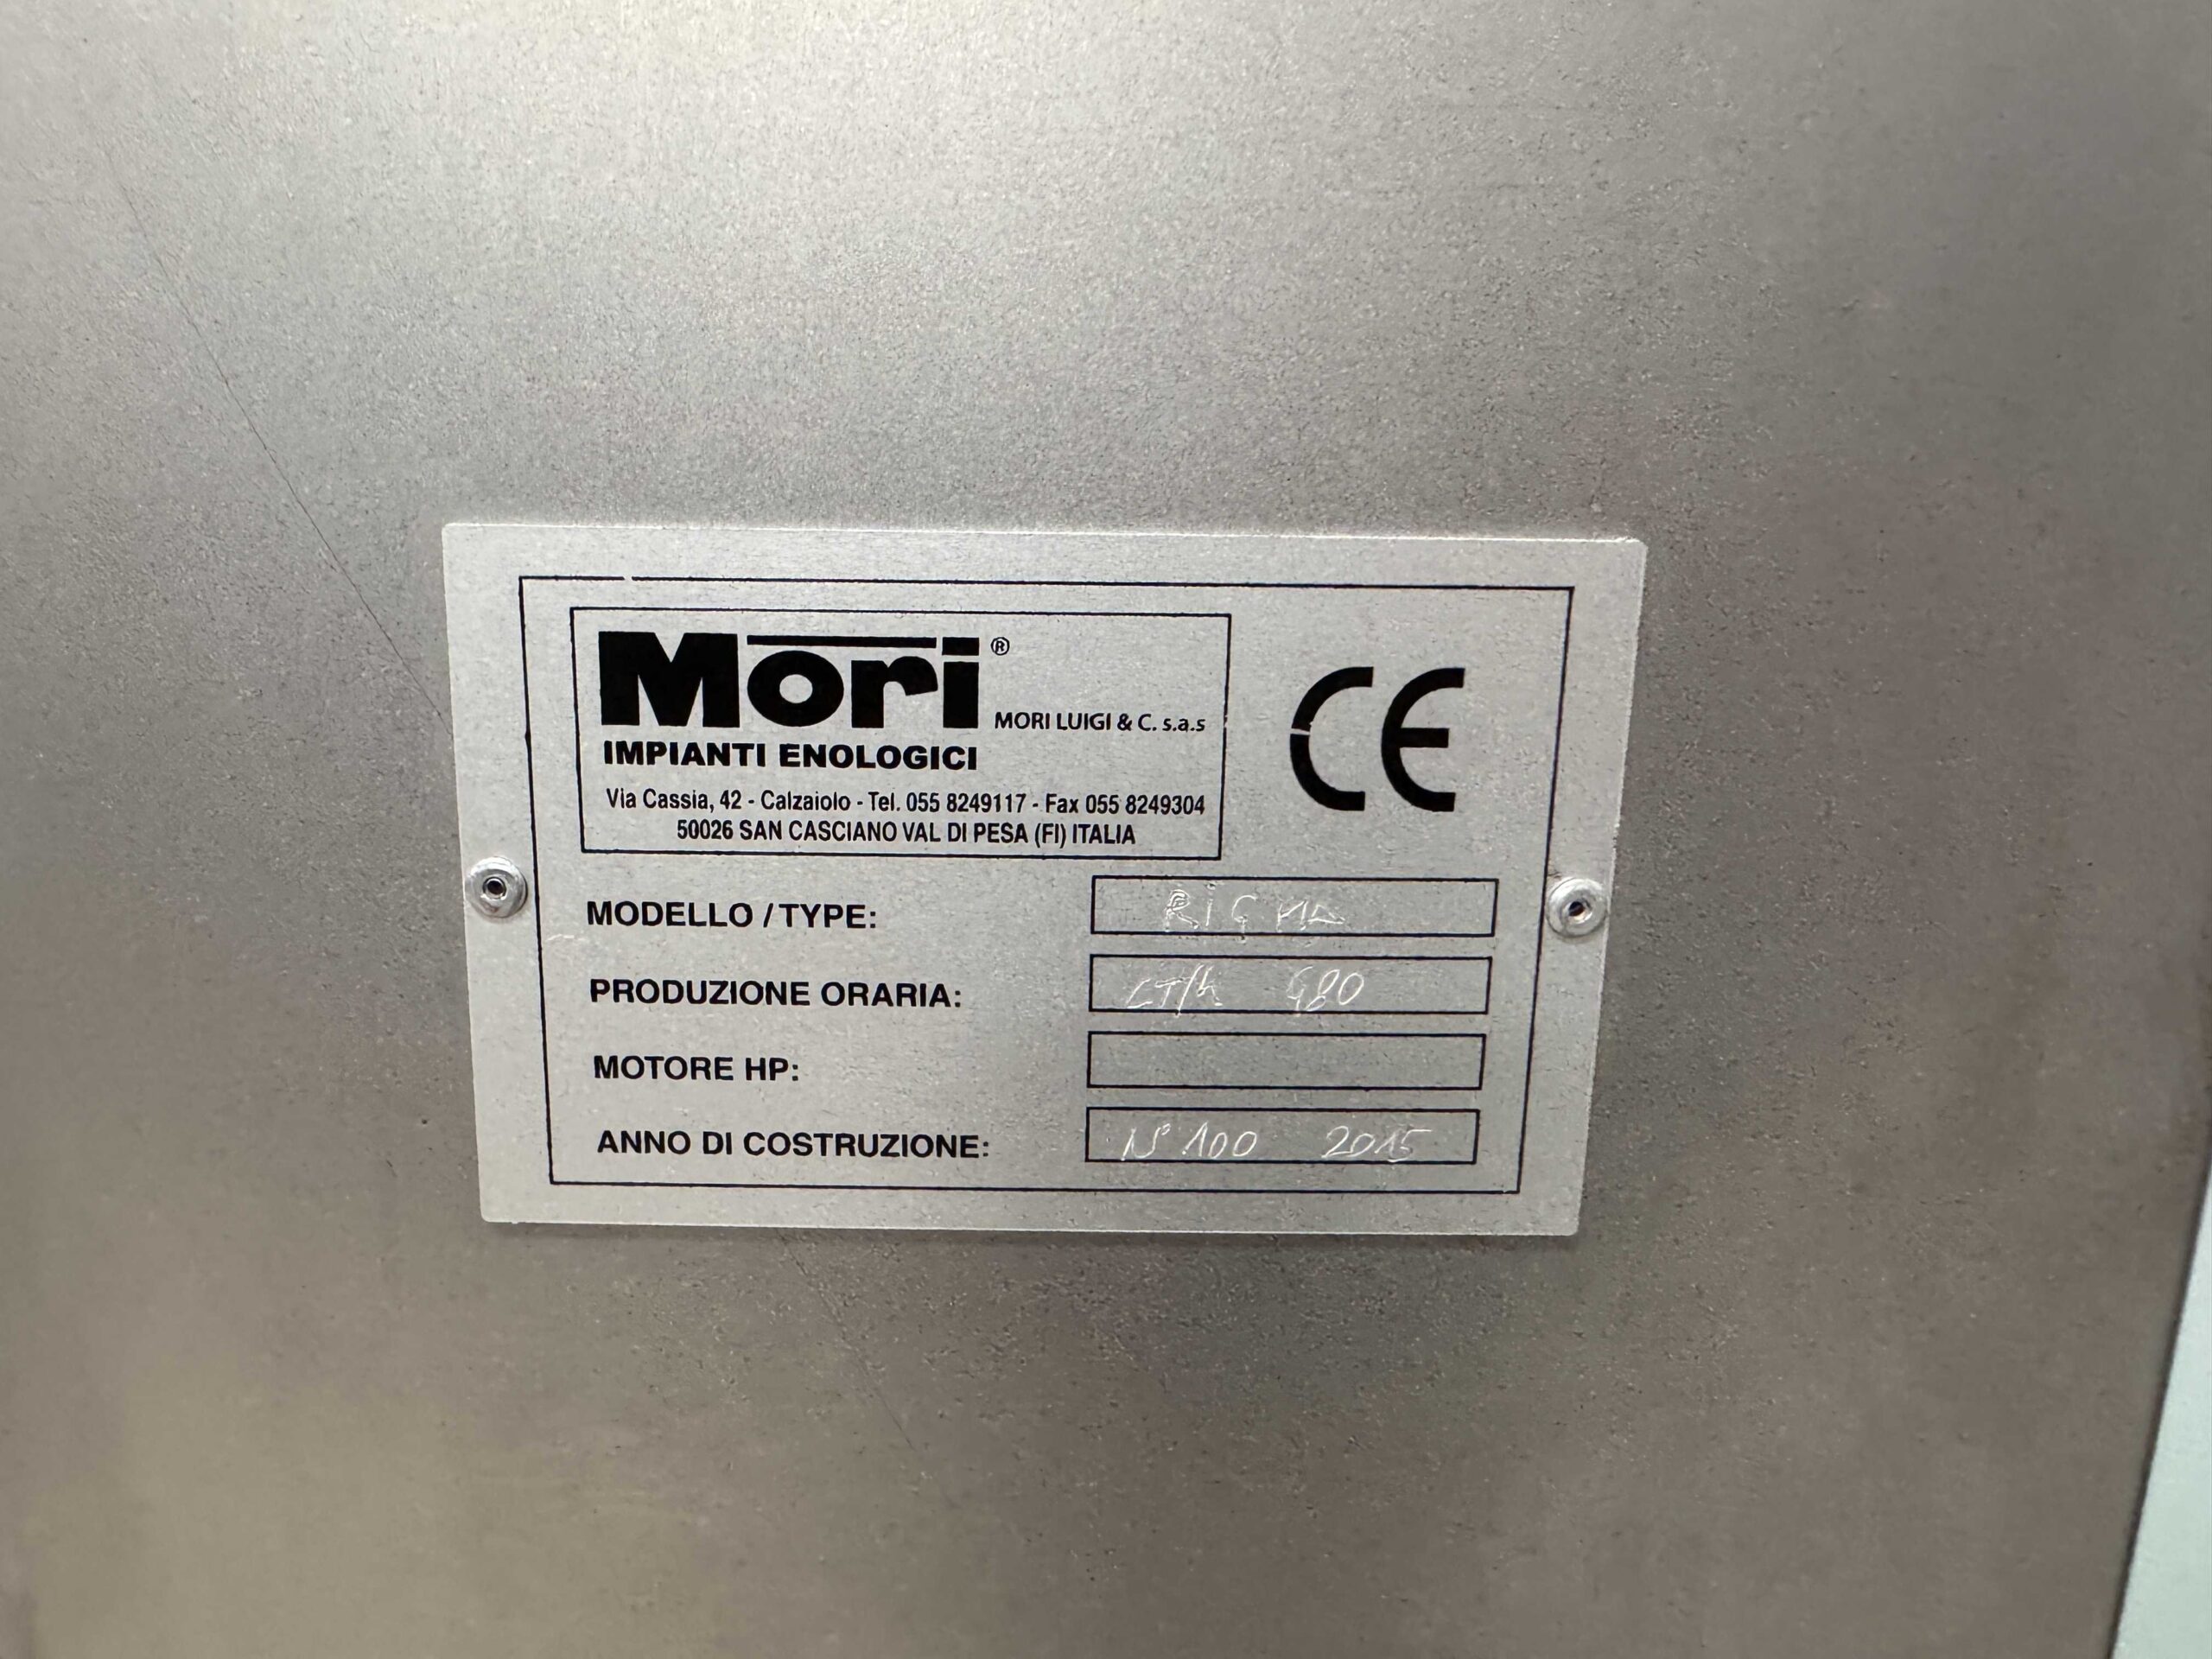 Mori®
MORI LUIGI & C. s.a.s
IMPIANTI ENOLOGICI
Via Cassia, 42 - Calzaiolo - Tel. 055 8249117 - Fax 055 8249304
50026 SAN CASCIANO VAL DI PESA (FI) ITALIA
CE
MODELLO / TYPE:
PRODUZIONE ORARIA: LT/h
MOTORE HP:
ANNO DI COSTRUZIONE: N° 100 2015